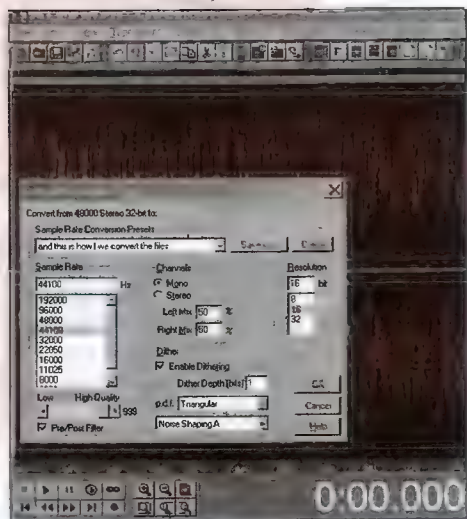 Convert from 48000 Stereo 32-bit to:
Sample Rate Conversion Presets
and this is how I we convert the files
Sample Rate
44100 Hz
192000
96000
48000
44100
32000
22050
16000
11025
8000
Low High Quality
999
Pre/Post Filter
Channels
Mono
Stereo
Left Mix 50 %
Right Mix 50 %
Dither
Enable Dithering
Dither Depth (bits) 1
p.d.f. Triangular
Noise Shaping A
Resolution
16 bit
8
16
32
OK
Cancel
Help
0:00.000